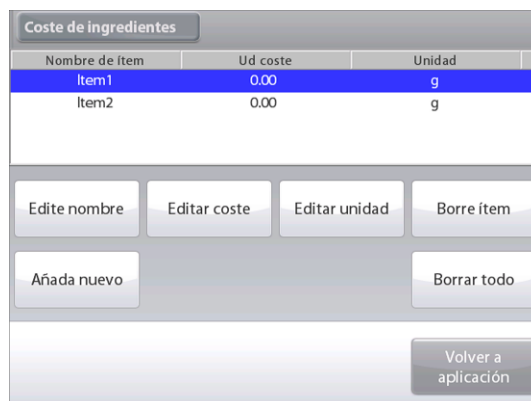 Coste de ingredientes
Nombre de ítem Ud coste Unidad
Item1 0.00 g
Item2 0.00 g
Edite nombre Editar coste Editar unidad Borre ítem
Añada nuevo Borrar todo
Volver a
aplicación